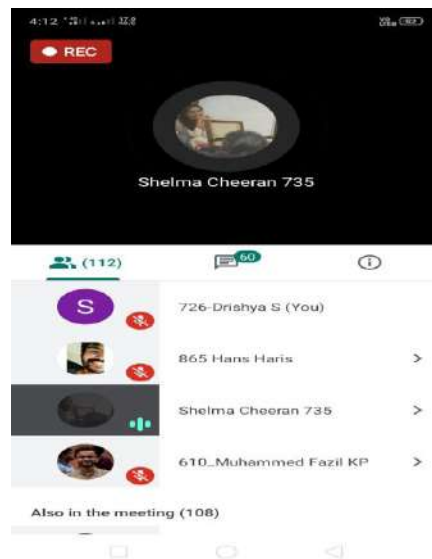 4:12
REC
Shelma Cheeran 735
(112)
60
726-Drishya S (You)
S
865 Hans Haris
Shelma Cheeran 735
610_Muhammed Fazil KP
Also in the meeting (108)